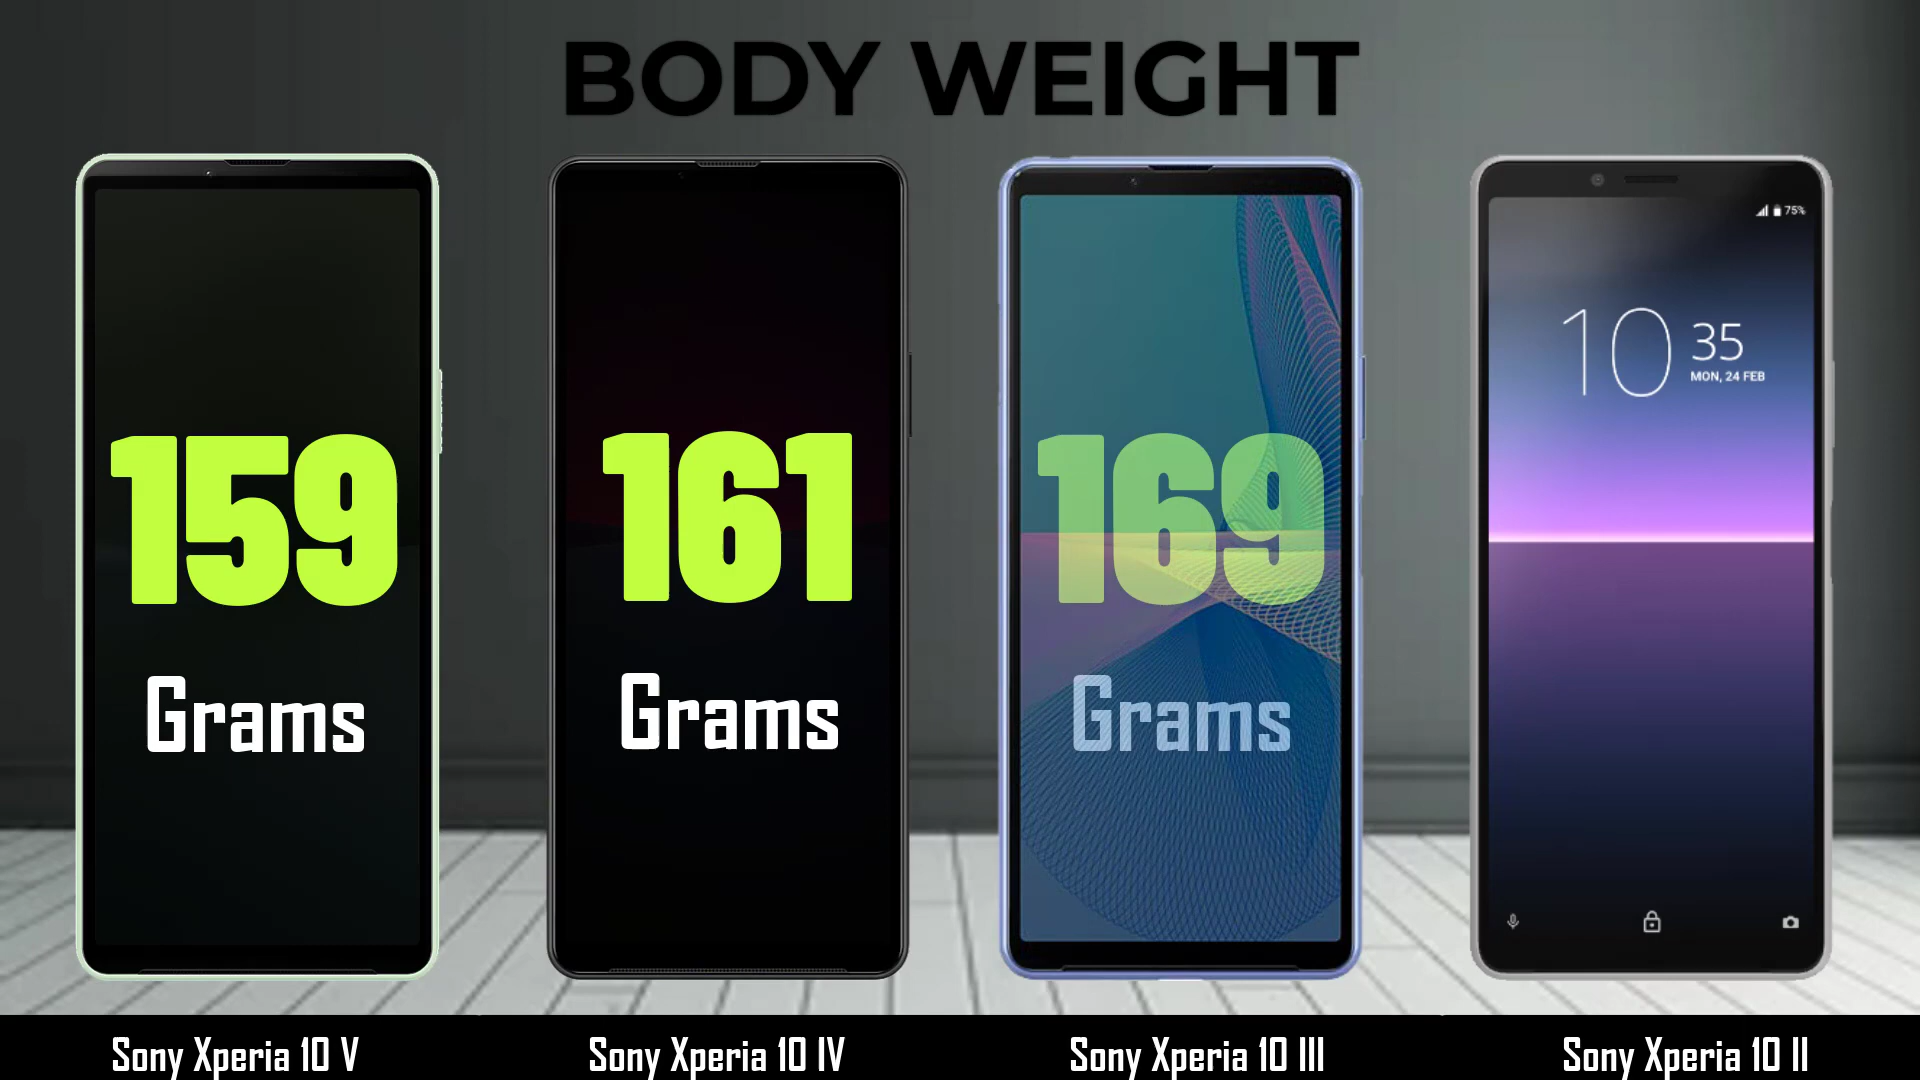 BODY WEIGHT
75%
10 35
MON, 24 FEB
159
Grams
161
Grams
169
Grams
Sony Xperia 10 V
Sony Xperia 10 IV
Sony Xperia 10 III
Sony Xperia 10 II